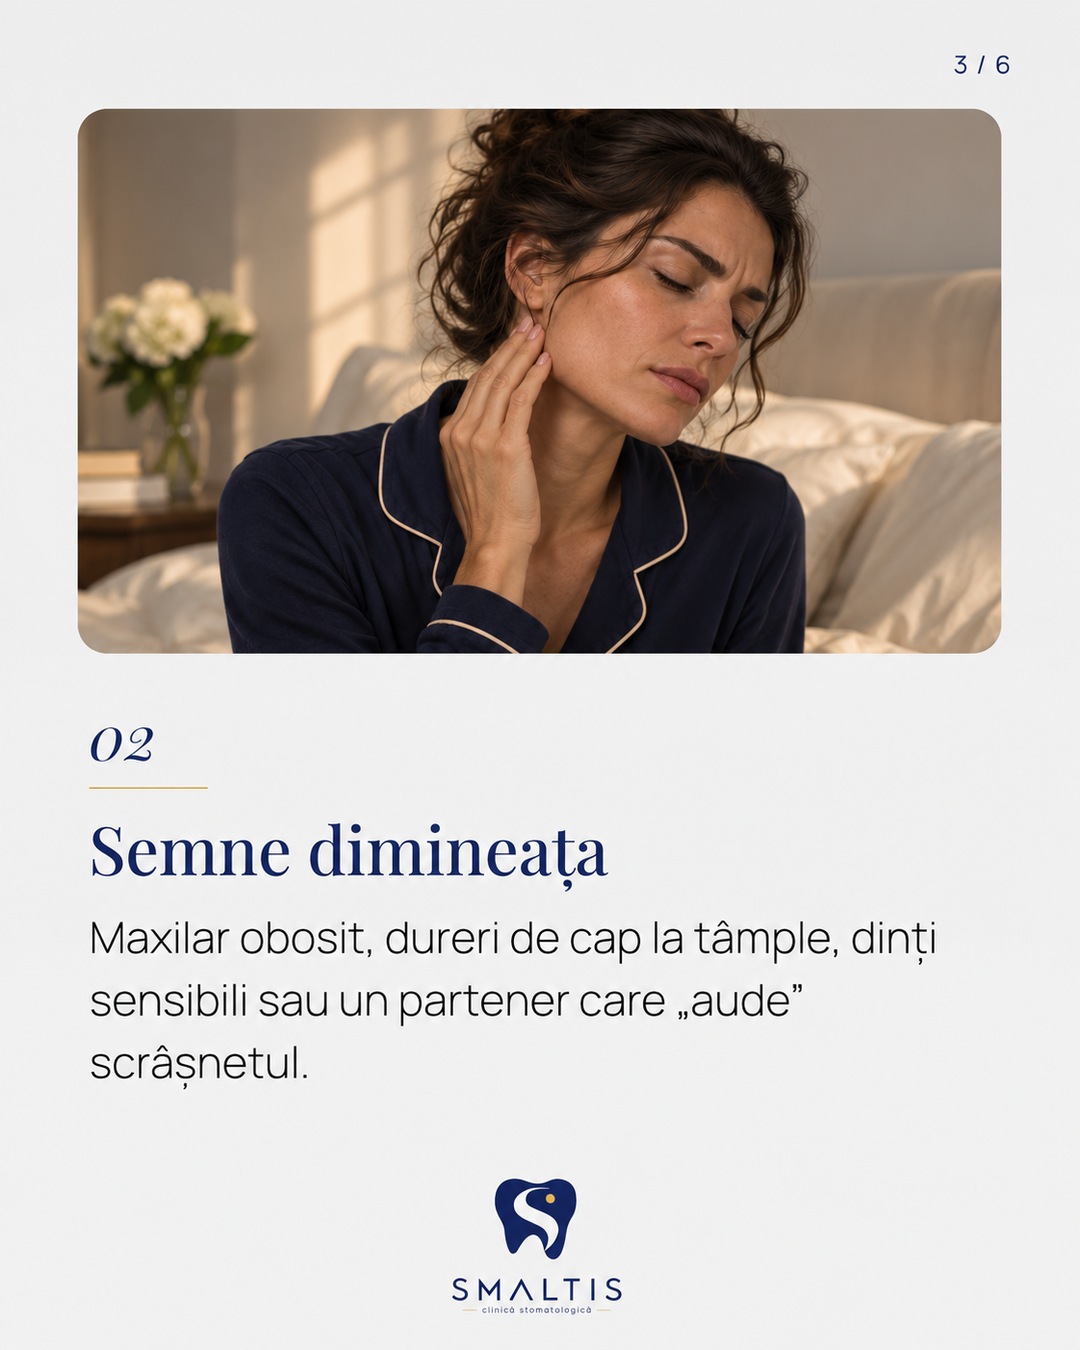 3 / 6
02
Semne dimineața
Maxilar obosit, dureri de cap la tâmple, dinți
sensibili sau un partener care „aude”
scrâșnetul.
SMALTIS
clinică stomatologică